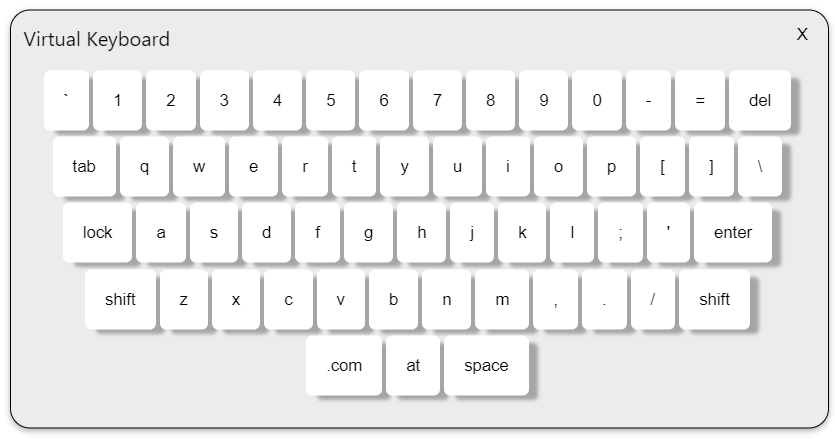 Virtual Keyboard X
` 1 2 3 4 5 6 7 8 9 0 - = del
tab q w e r t y u i o p [ ] \
lock a s d f g h j k l ; ' enter
shift z x c v b n m , . / shift
.com at space